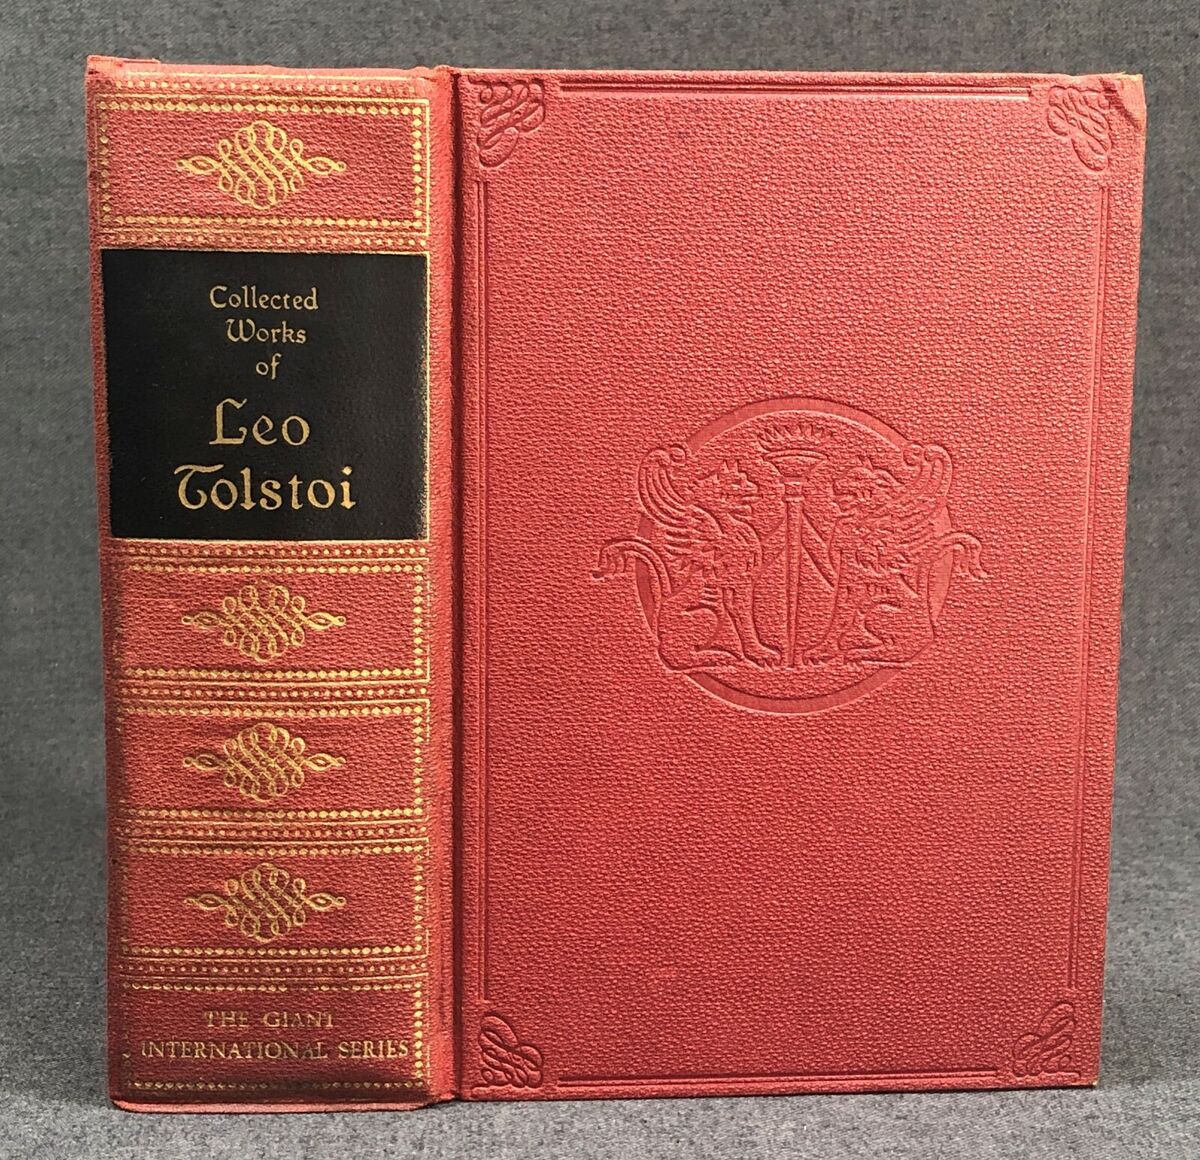 Collected
Works
of
Leo
Tolstoi
THE GIANT
INTERNATIONAL SERIES